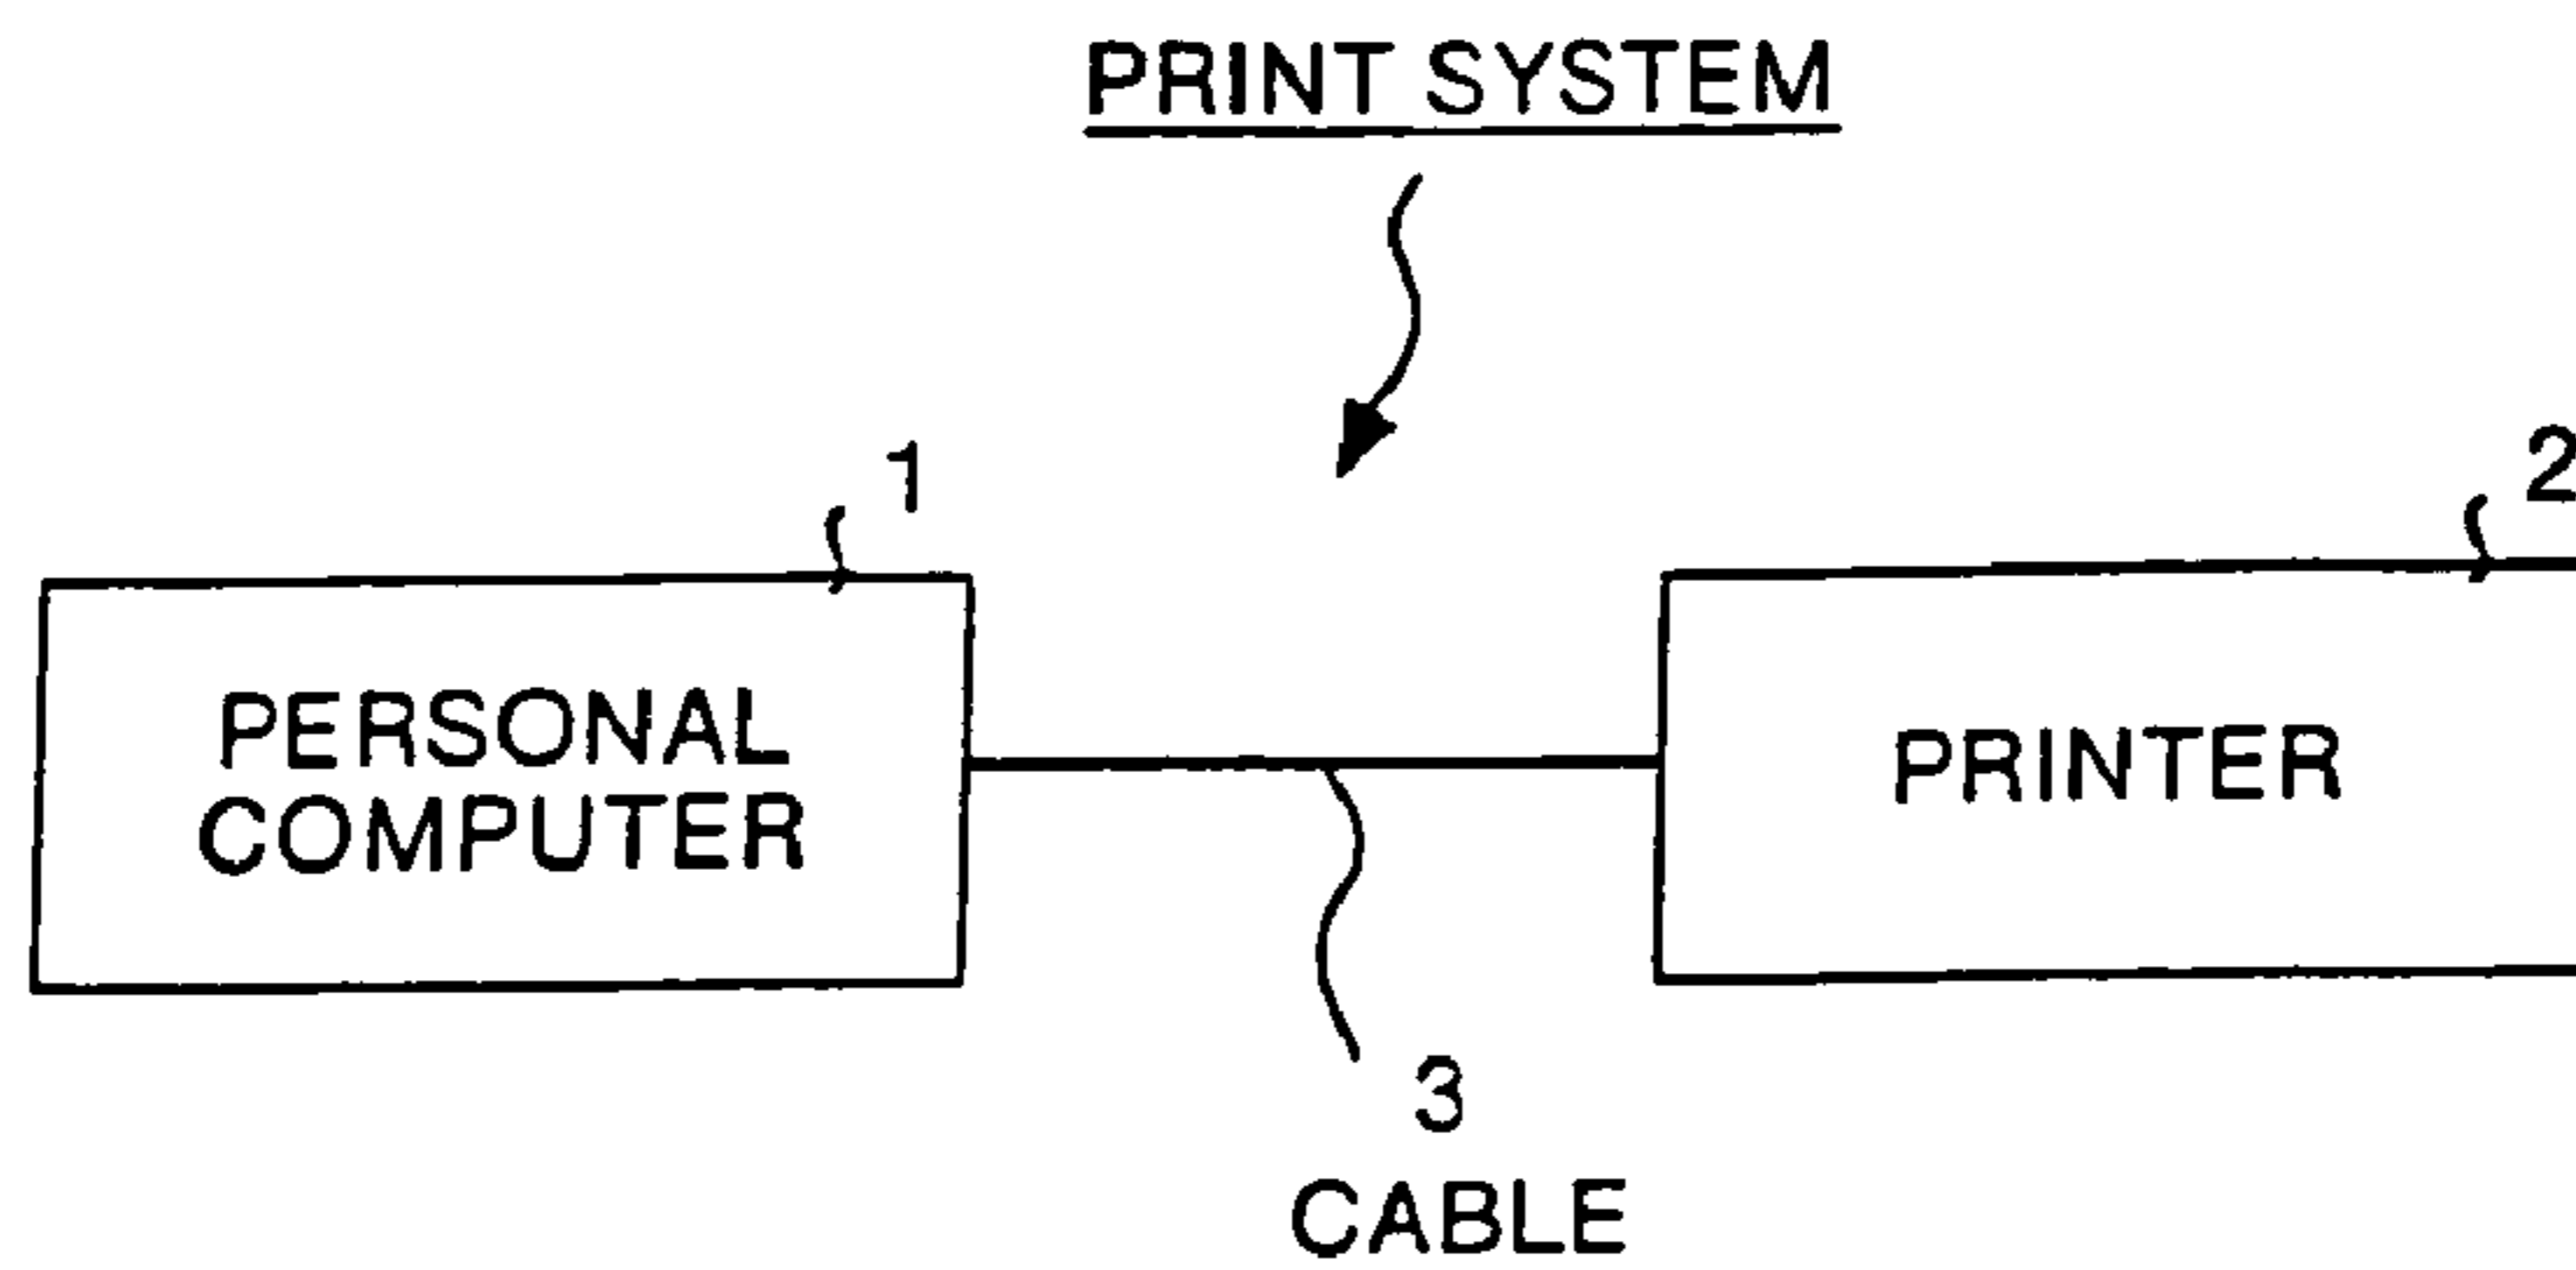 PRINT SYSTEM
1
2
PERSONAL
COMPUTER
PRINTER
3
CABLE